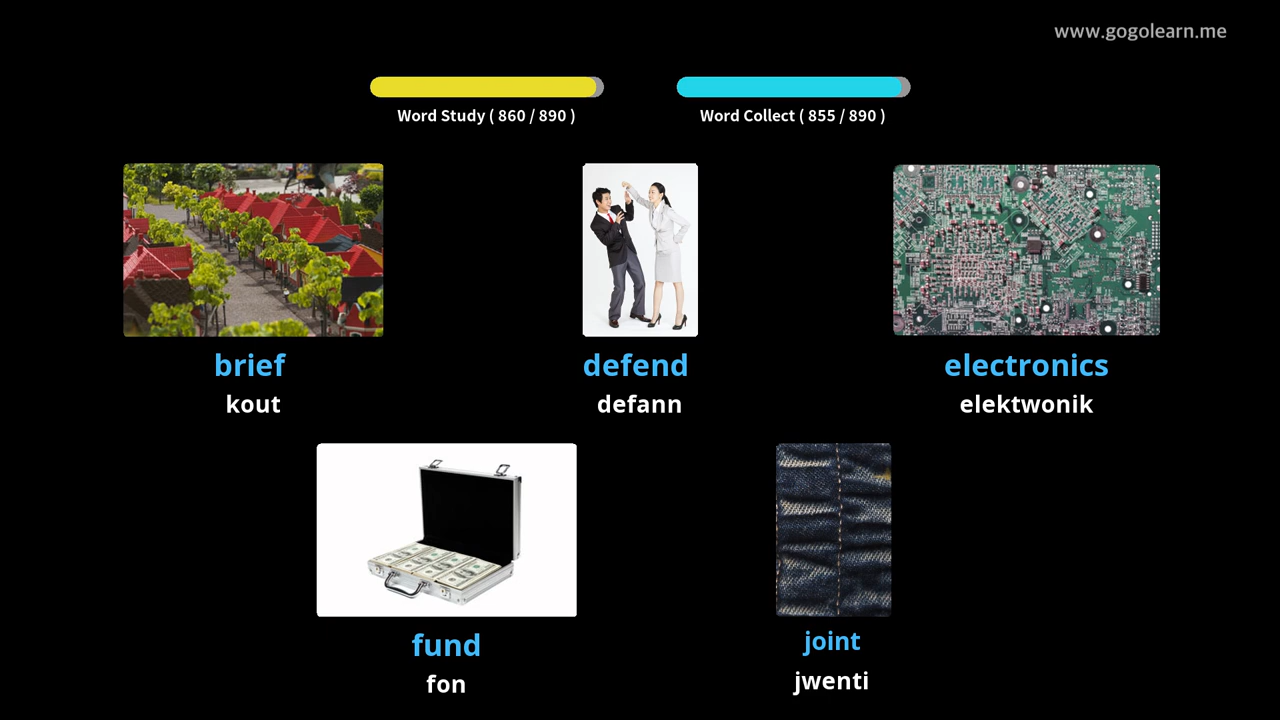 www.gogolearn.me
Word Study ( 860 / 890 )
Word Collect ( 855 / 890 )
brief
kout
defend
defann
electronics
elektwonik
fund
fon
joint
jwenti